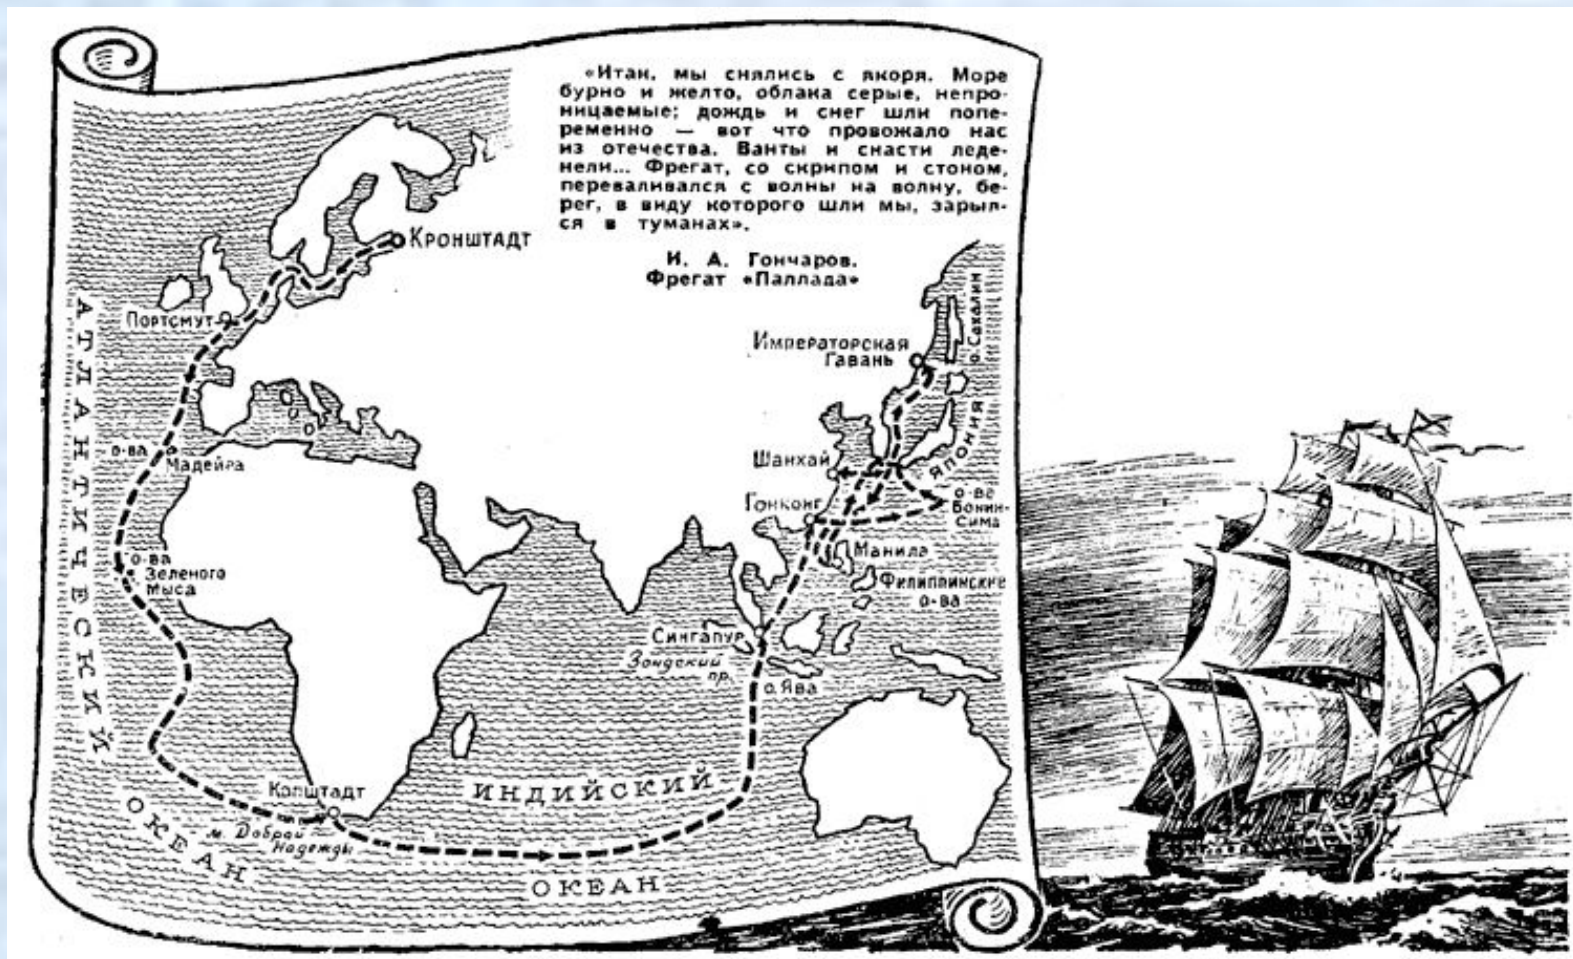 «Итак, мы снялись с якоря. Море
бурно и желто, облака серые, непро-
ницаемые; дождь и снег шли попе-
ременно — вот что провожало нас
из отечества. Ванты и снасти леде-
нели... Фрегат, со скрипом и стоном,
переваливался с волны на волну, бе-
рег, в виду которого шли мы, зарыл-
ся в туманах».
И. А. Гончаров.
Фрегат «Паллада»
КРОНШТАДТ
ПОРТСМУТ
АТЛАНТИЧЕСКИЙ
ОКЕАН
о-ва
Мадейра
о-ва
Зеленого
Мыса
Капштадт
м. Доброй
Надежды
ИНДИЙСКИЙ
ОКЕАН
Императорская
Гавань
о. Сахалин
ЯПОНИЯ
Шанхай
о-ва
Бонин-
Сима
Гонконг
Манила
Филиппинские
о-ва
Сингапур
Зондский
пр.
о. Ява